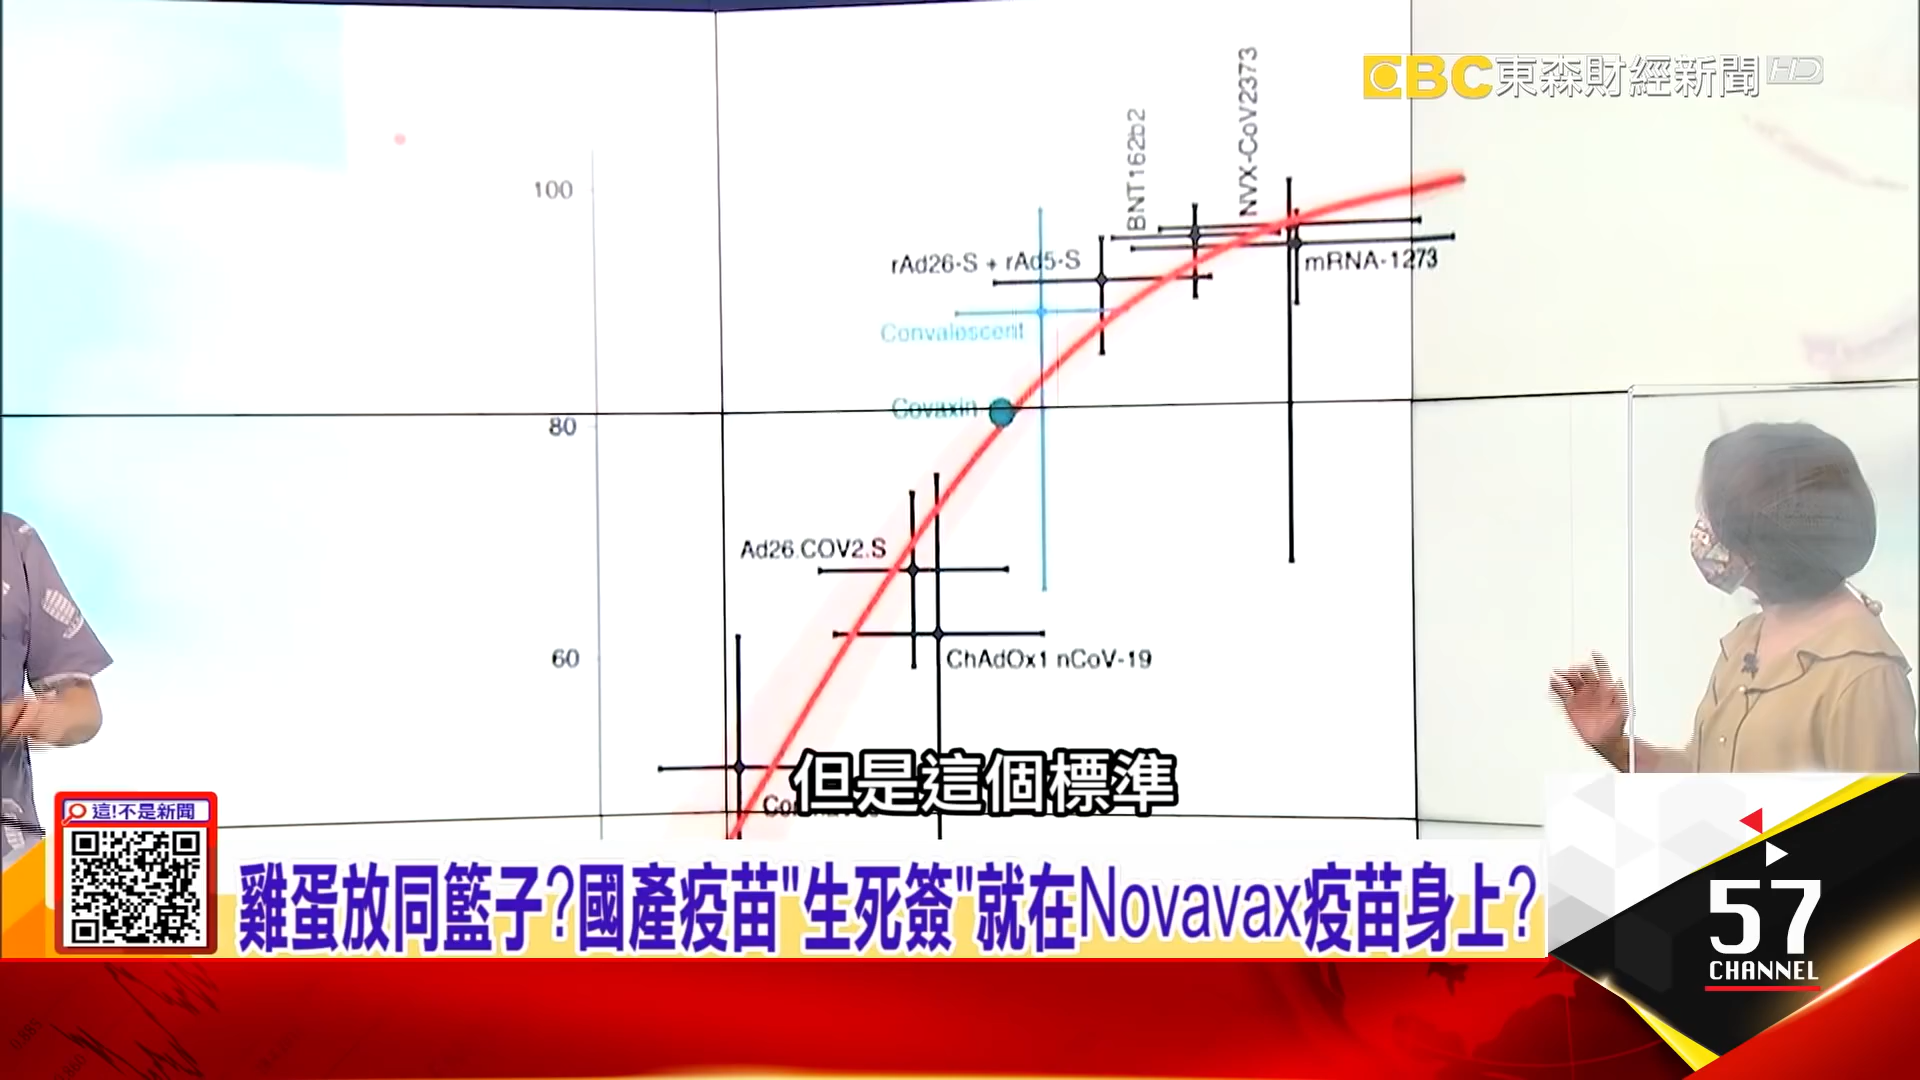 EBC東森財經新聞HD
NVX-CoV2373
BNT162b2
100
rAd26-S + rAd5-S
mRNA-1273
Convalescent
Covaxin
80
Ad26.COV2.S
60
ChAdOx1 nCoV-19
但是這個標準
這!不是新聞
雞蛋放同籃子?國產疫苗"生死簽"就在Novavax疫苗身上?
57
CHANNEL